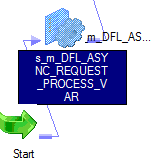 m_DFL_AS...
s_m_DFL_ASY
NC_REQUEST
_PROCESS_V
AR
Start